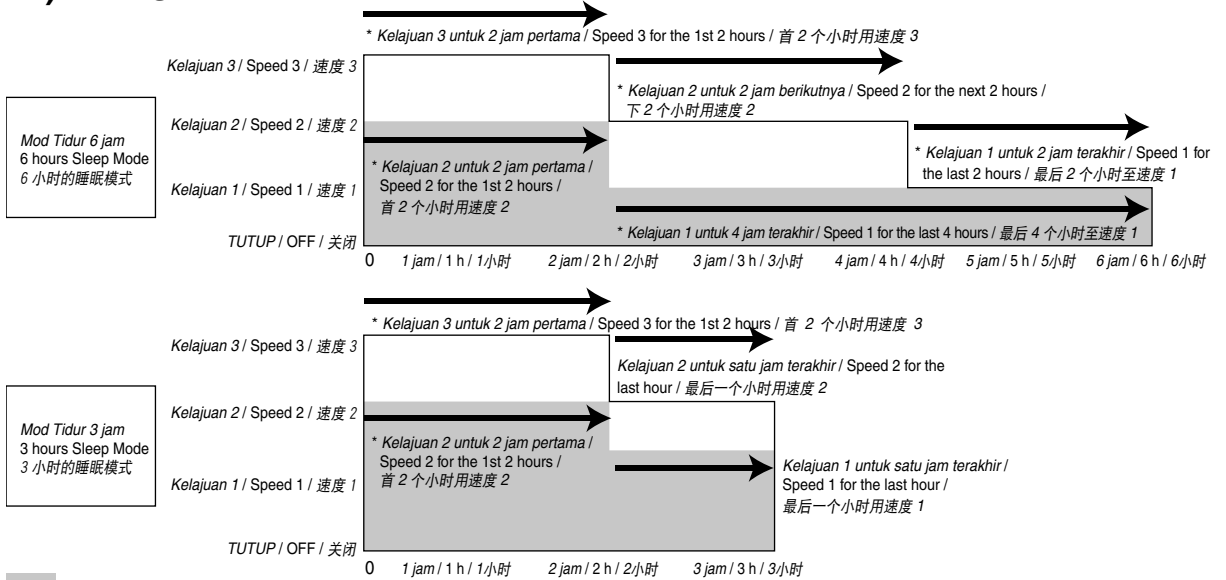 * Kelajuan 3 untuk 2 jam pertama / Speed 3 for the 1st 2 hours / 首 2 个小时用速度 3
Kelajuan 3 / Speed 3 / 速度 3
* Kelajuan 2 untuk 2 jam berikutnya / Speed 2 for the next 2 hours /
下 2 个小时用速度 2
Mod Tidur 6 jam
6 hours Sleep Mode
6 小时的睡眠模式
Kelajuan 2 / Speed 2 / 速度 2
* Kelajuan 2 untuk 2 jam pertama /
Speed 2 for the 1st 2 hours /
首 2 个小时用速度 2
* Kelajuan 1 untuk 2 jam terakhir / Speed 1 for
the last 2 hours / 最后 2 个小时至速度 1
Kelajuan 1 / Speed 1 / 速度 1
* Kelajuan 1 untuk 4 jam terakhir / Speed 1 for the last 4 hours / 最后 4 个小时至速度 1
TUTUP / OFF / 关闭
0 1 jam / 1 h / 1小时 2 jam / 2 h / 2小时 3 jam / 3 h / 3小时 4 jam / 4 h / 4小时 5 jam / 5 h / 5小时 6 jam / 6 h / 6小时
* Kelajuan 3 untuk 2 jam pertama / Speed 3 for the 1st 2 hours / 首 2 个小时用速度 3
Kelajuan 3 / Speed 3 / 速度 3
Kelajuan 2 untuk satu jam terakhir / Speed 2 for the
last hour / 最后一个小时用速度 2
Mod Tidur 3 jam
3 hours Sleep Mode
3 小时的睡眠模式
Kelajuan 2 / Speed 2 / 速度 2
* Kelajuan 2 untuk 2 jam pertama /
Speed 2 for the 1st 2 hours /
首 2 个小时用速度 2
Kelajuan 1 untuk satu jam terakhir /
Speed 1 for the last hour /
最后一个小时用速度 1
Kelajuan 1 / Speed 1 / 速度 1
TUTUP / OFF / 关闭
0 1 jam / 1 h / 1小时 2 jam / 2 h / 2小时 3 jam / 3 h / 3小时